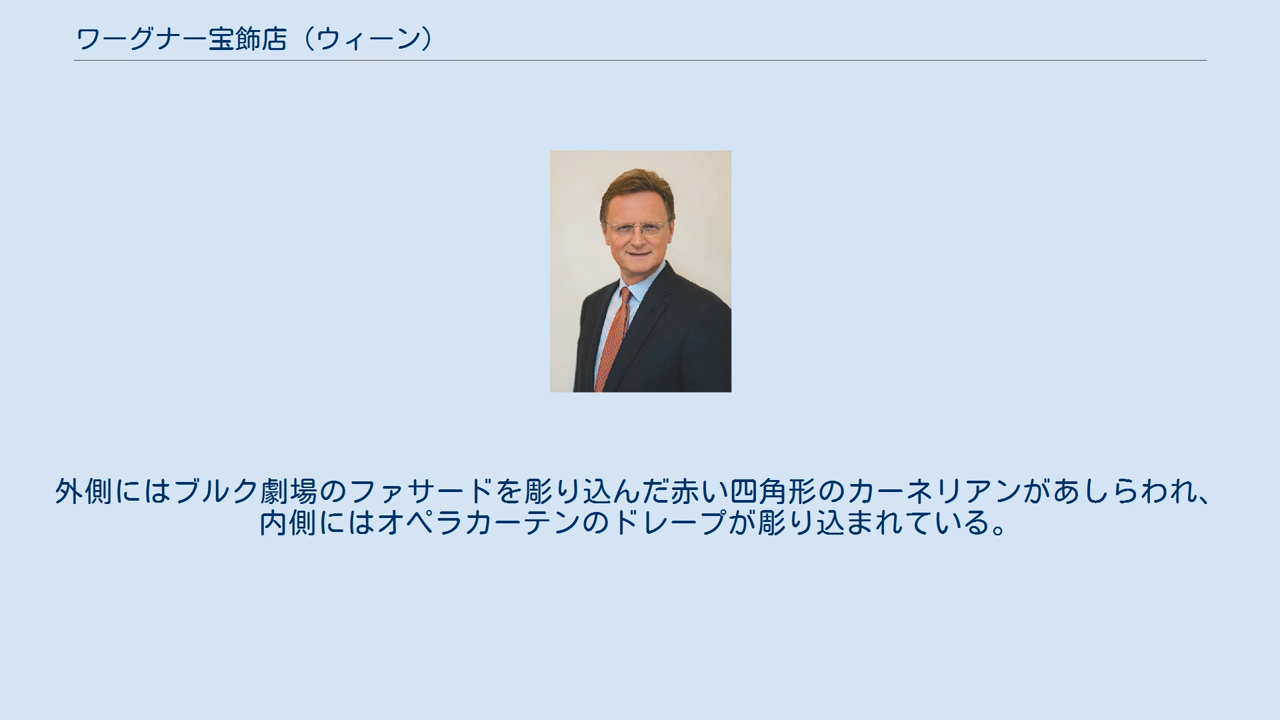 ワーグナー宝飾店（ウィーン）
外側にはブルク劇場のファサードを彫り込んだ赤い四角形のカーネリアンがあしらわれ、
内側にはオペラカーテンのドレープが彫り込まれている。